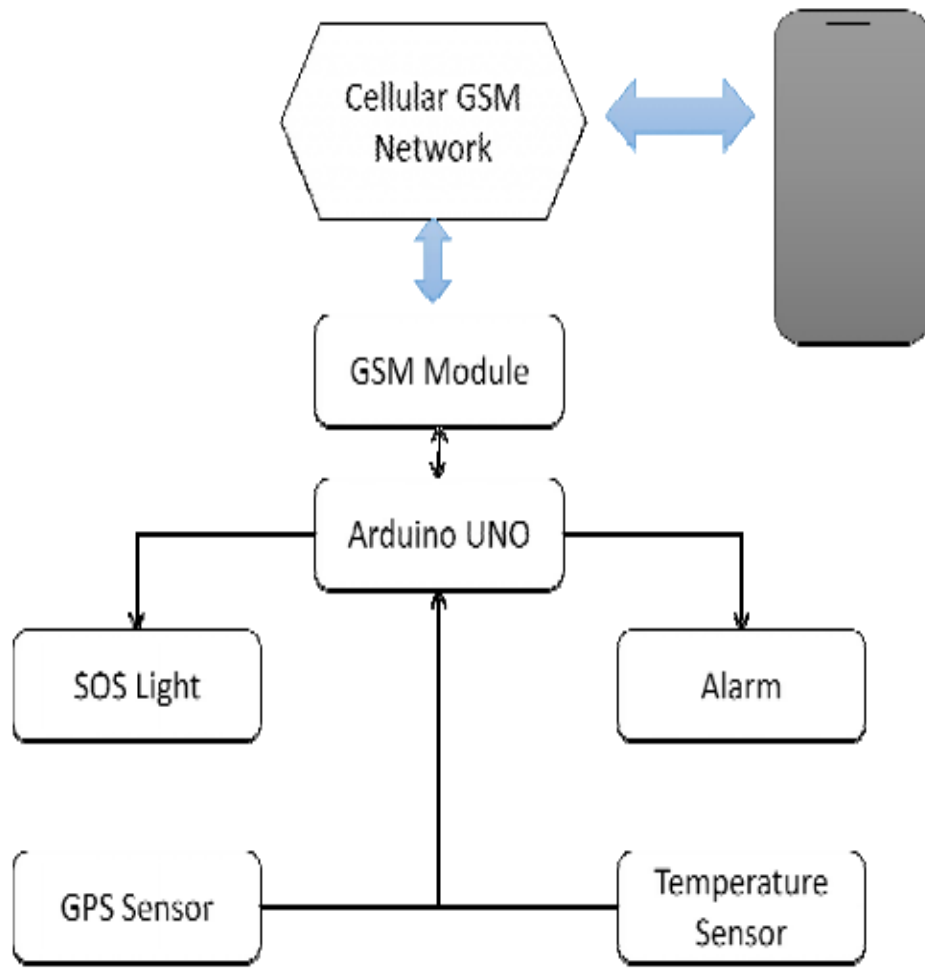 Cellular GSM
Network
GSM Module
Arduino UNO
SOS Light
Alarm
GPS Sensor
Temperature
Sensor